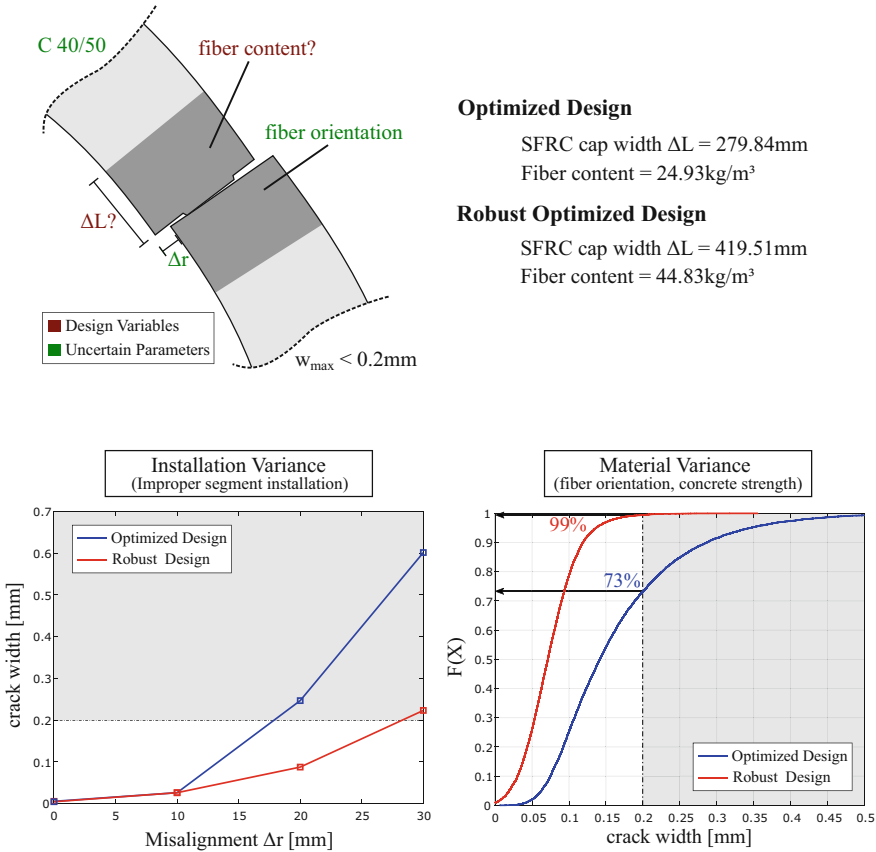 C 40/50
fiber content?
fiber orientation
ΔL?
Δr
Design Variables
Uncertain Parameters
w_max < 0.2mm
Optimized Design
SFRC cap width ΔL = 279.84mm
Fiber content = 24.93kg/m³
Robust Optimized Design
SFRC cap width ΔL = 419.51mm
Fiber content = 44.83kg/m³
Installation Variance
(Improper segment installation)
0.7
0.6
0.5
0.4
0.3
0.2
0.1
0
crack width [mm]
Optimized Design
Robust Design
0
5
10
15
20
25
30
Misalignment Δr [mm]
Material Variance
(fiber orientation, concrete strength)
1
0.9
0.8
0.7
0.6
0.5
0.4
0.3
0.2
0.1
0
F(X)
99%
73%
Optimized Design
Robust Design
0
0.05
0.1
0.15
0.2
0.25
0.3
0.35
0.4
0.45
0.5
crack width [mm]